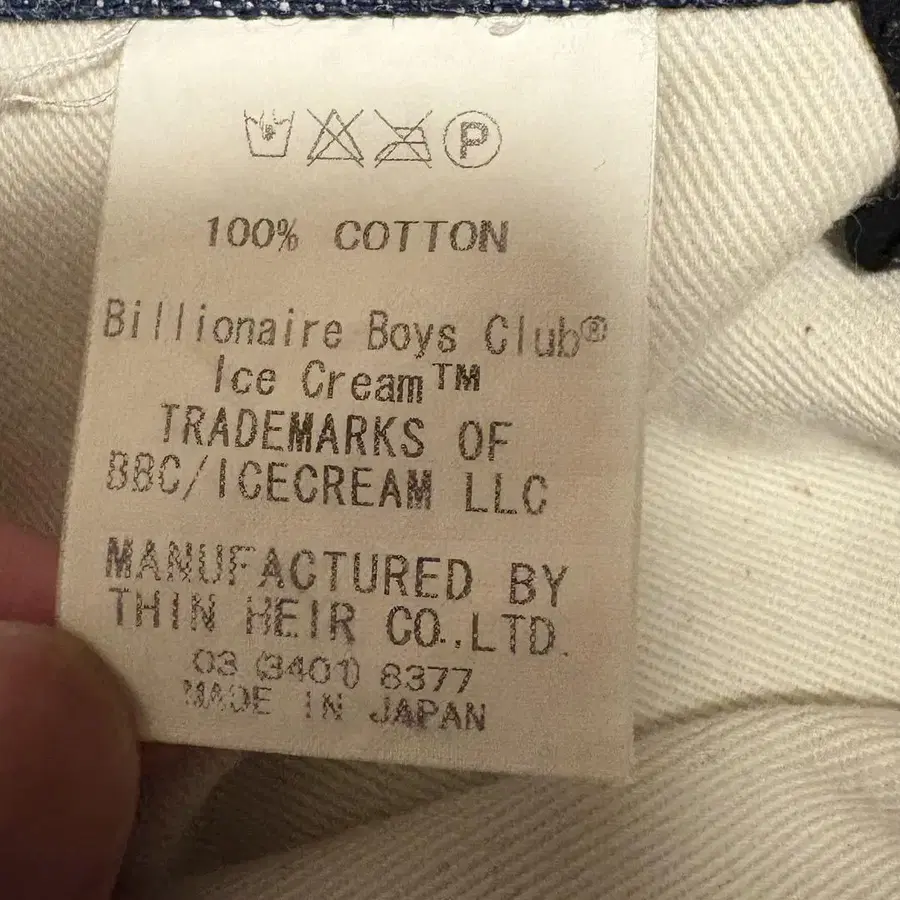 P
100% COTTON
Billionaire Boys Club®
Ice Cream™
TRADEMARKS OF
BBC/ICECREAM LLC
MANUFACTURED BY
THIN HEIR CO.,LTD.
03 (3401) 8377
MADE IN JAPAN